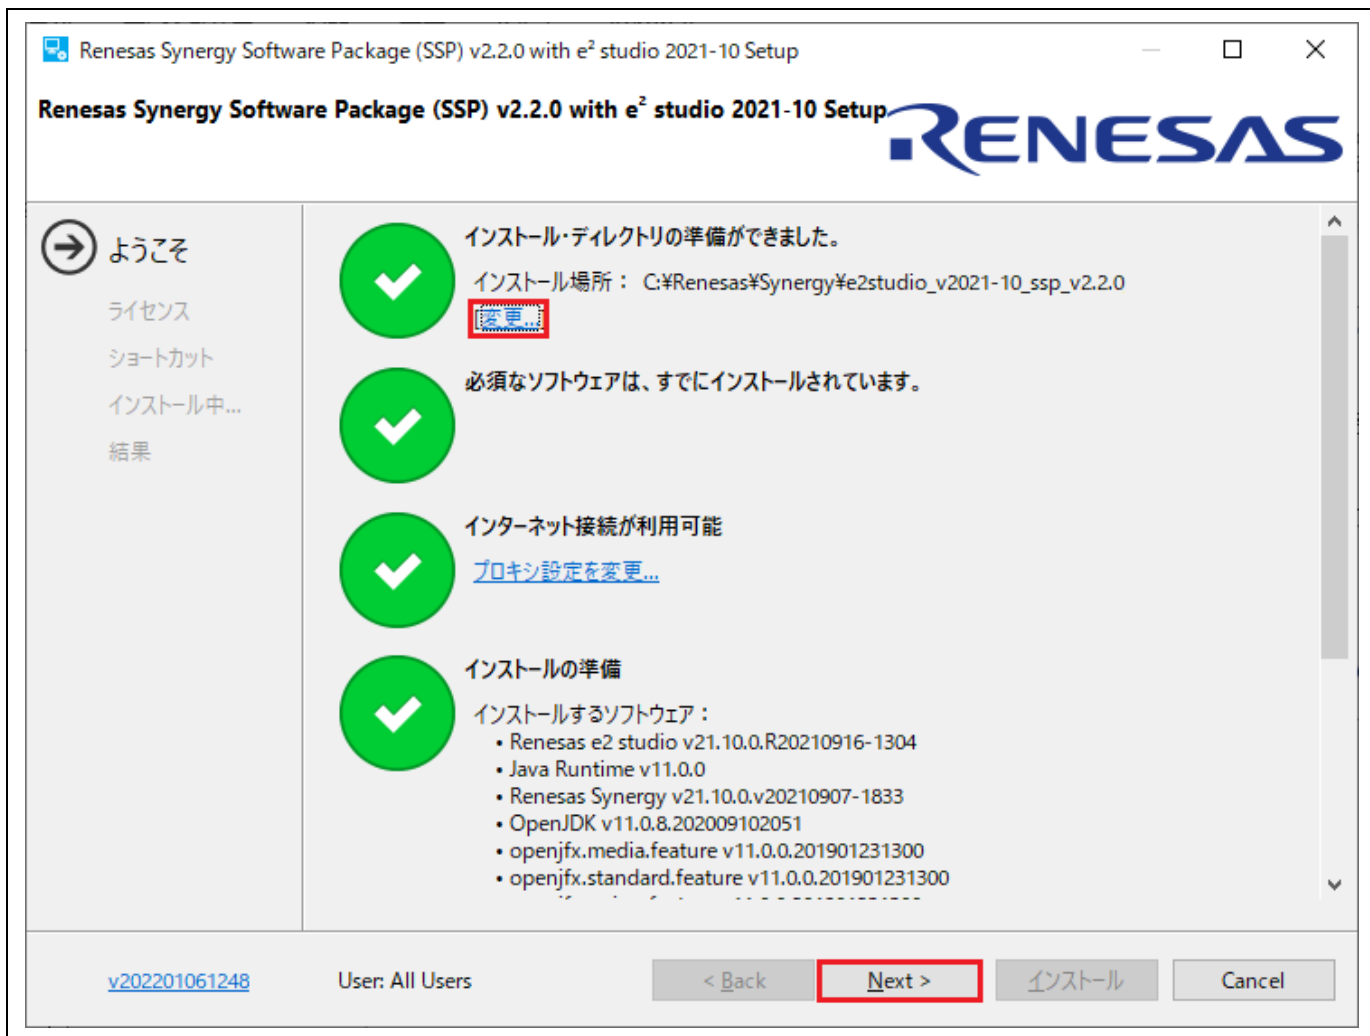 Renesas Synergy Software Package (SSP) v2.2.0 with e² studio 2021-10 Setup
Renesas Synergy Software Package (SSP) v2.2.0 with e² studio 2021-10 Setup
RENESAS
ようこそ
ライセンス
ショートカット
インストール中...
結果
インストール・ディレクトリの準備ができました。
インストール場所： C:¥Renesas¥Synergy¥e2studio_v2021-10_ssp_v2.2.0
[変更...]
必須なソフトウェアは、すでにインストールされています。
インターネット接続が利用可能
プロキシ設定を変更...
インストールの準備
インストールするソフトウェア：
• Renesas e2 studio v21.10.0.R20210916-1304
• Java Runtime v11.0.0
• Renesas Synergy v21.10.0.v20210907-1833
• OpenJDK v11.0.8.202009102051
• openjfx.media.feature v11.0.0.201901231300
• openjfx.standard.feature v11.0.0.201901231300
v202201061248
User: All Users
< Back
Next >
インストール
Cancel